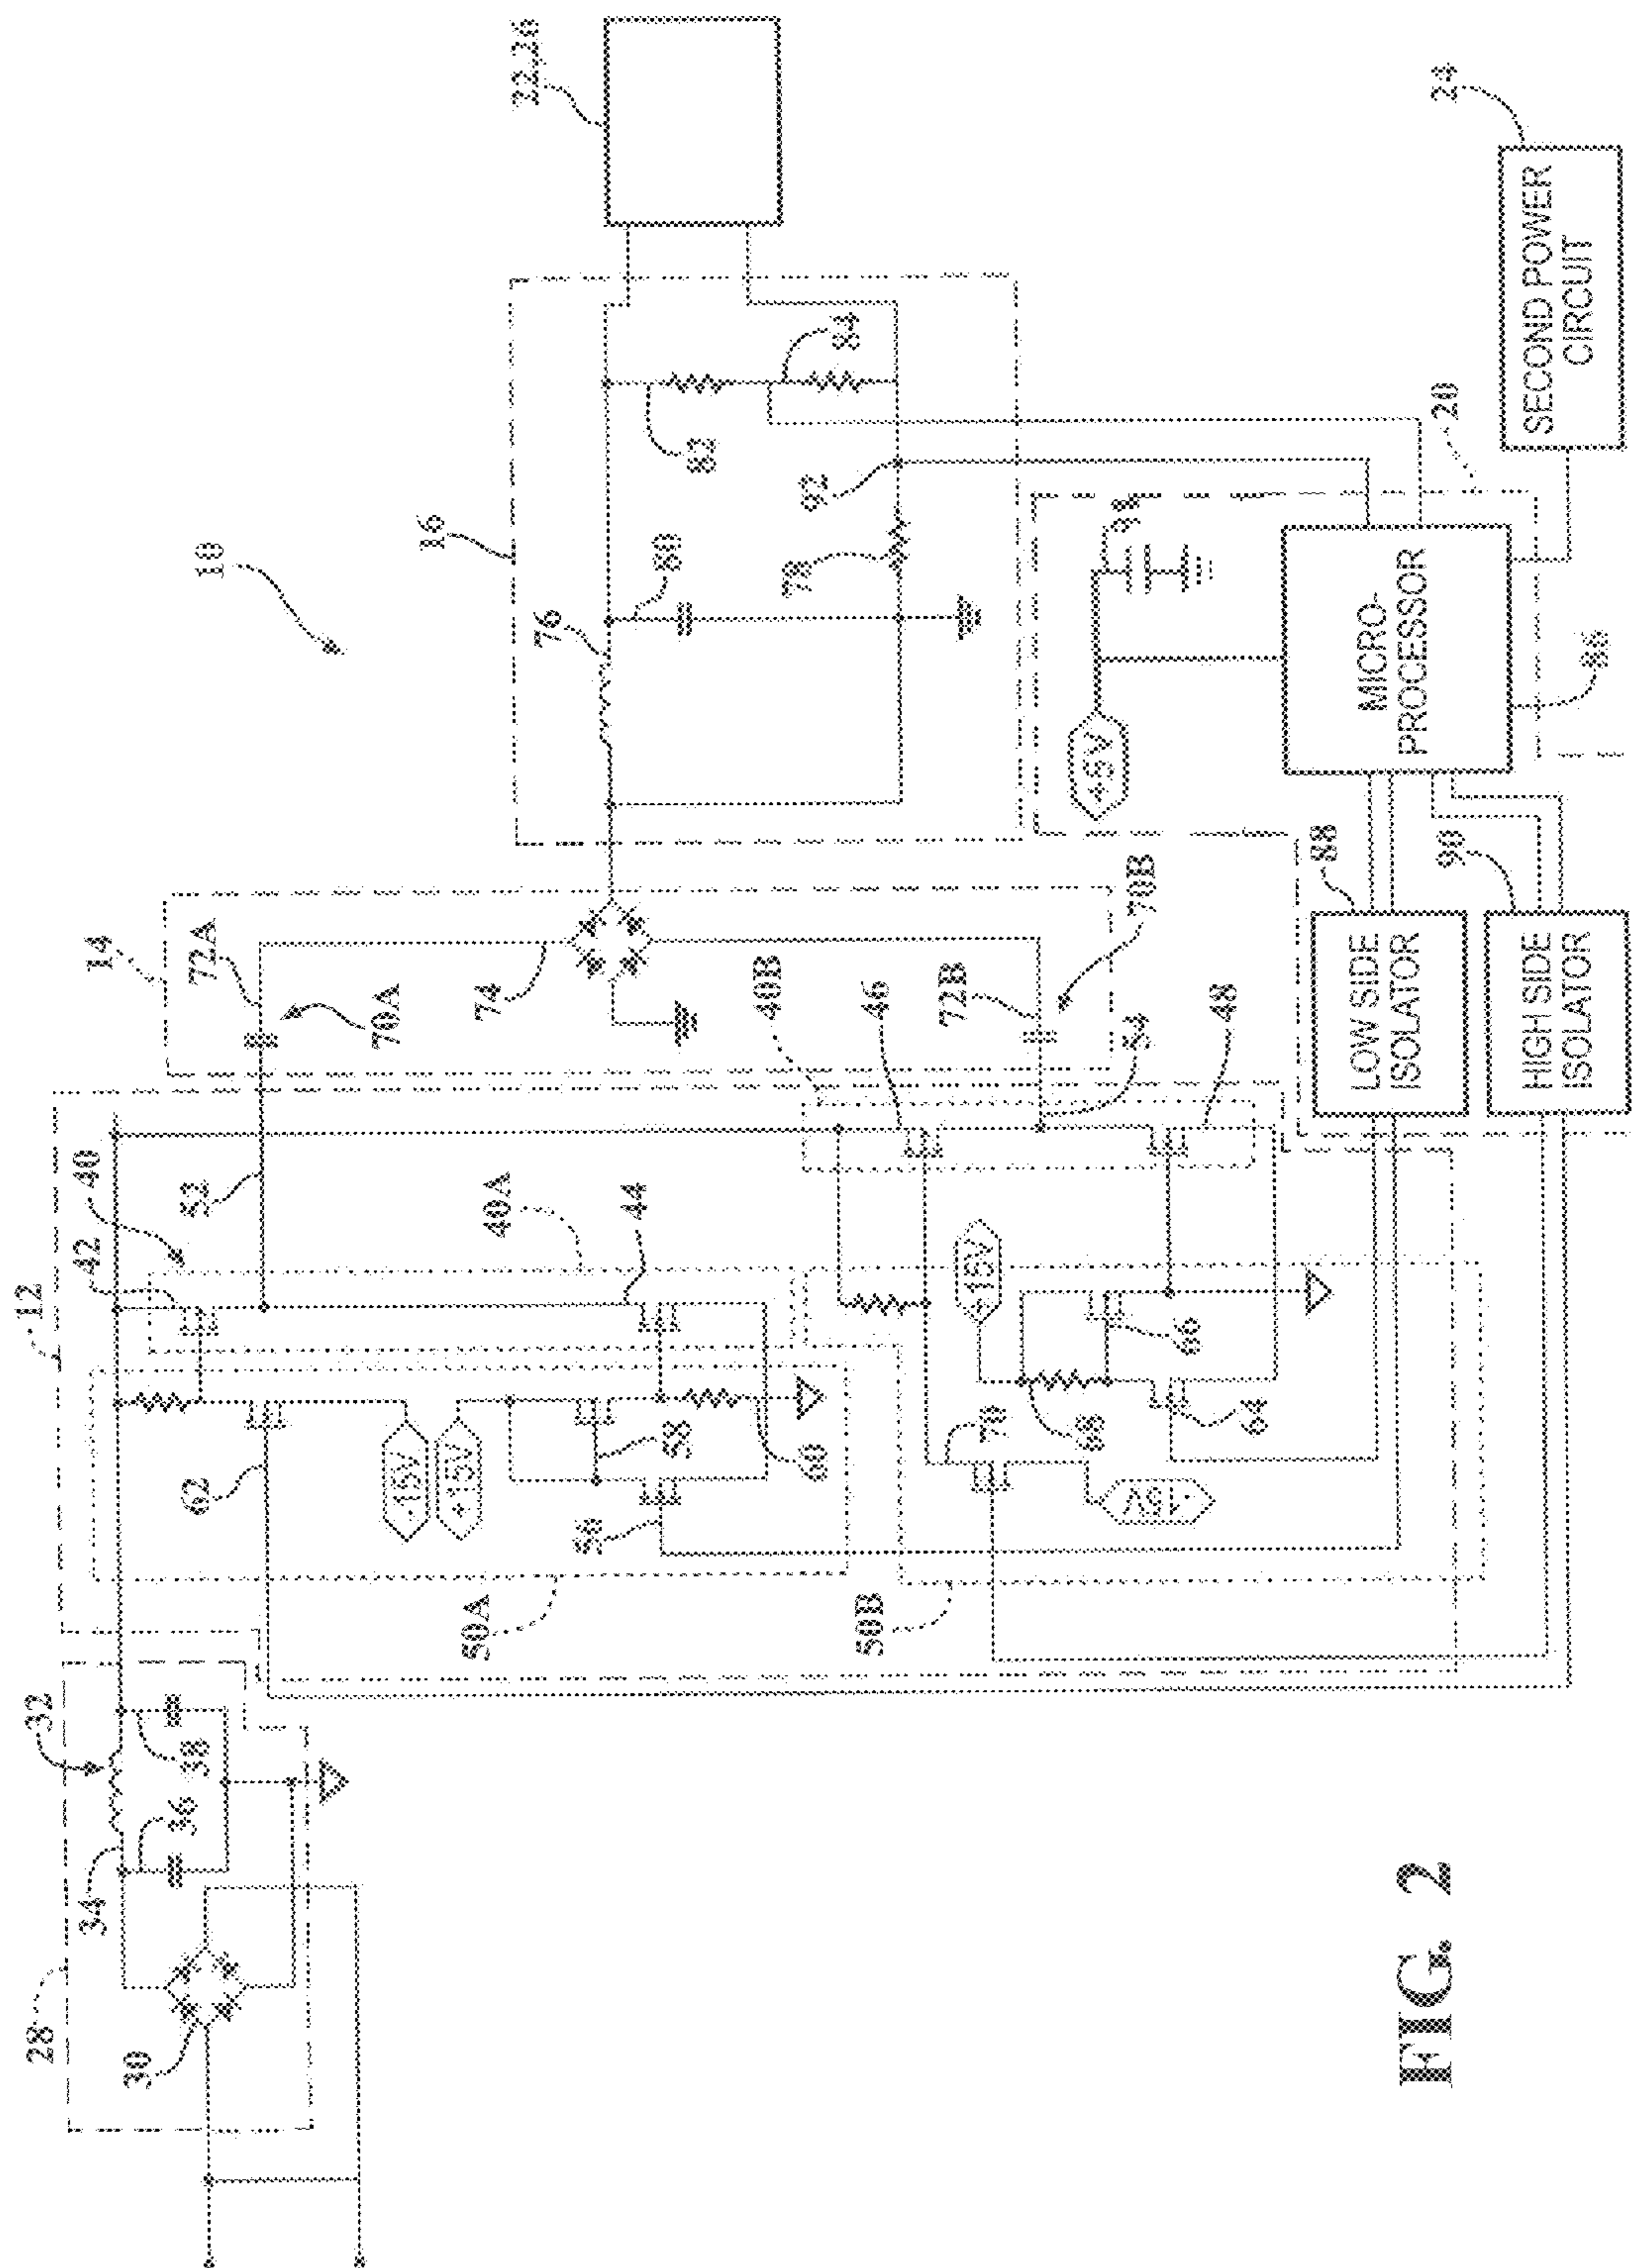 10
12
14
16
28
32
34
36
38
30
40
42
52
72A
70A
74
76
80
82
84
92
78
22,26
62
-15V
+15V
58
56
60
50A
50B
40A
44
40B
46
72B
70B
54
48
+15V
66
68
64
70
-15V
+5V
20
24
SECOND POWER
CIRCUIT
MICRO-
PROCESSOR
86
88
LOW SIDE
ISOLATOR
90
HIGH SIDE
ISOLATOR
FIG. 2